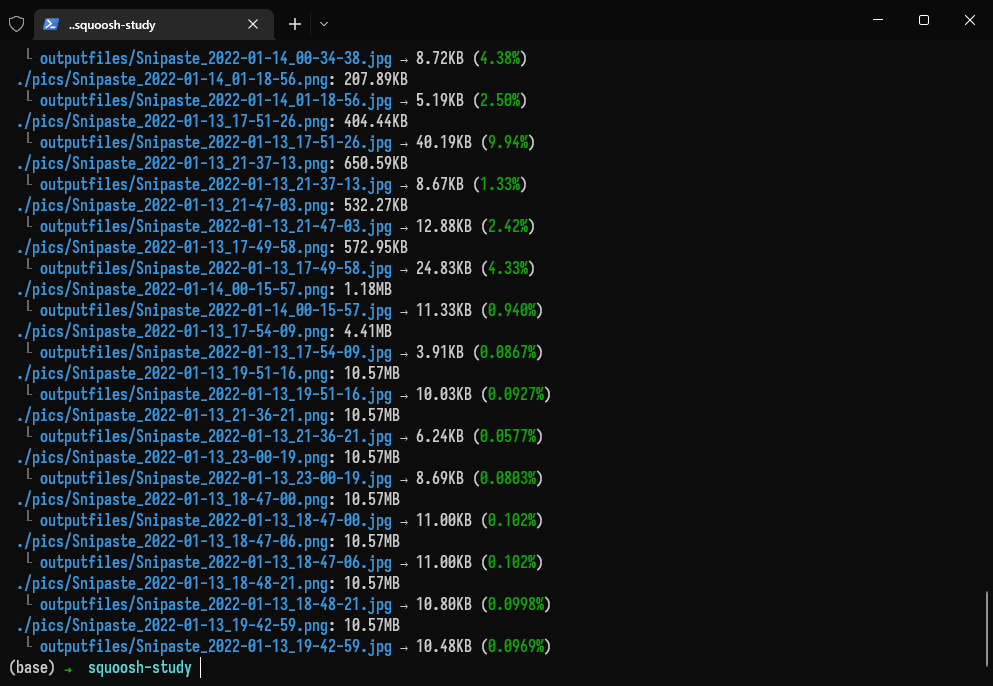 ..squoosh-study
└ outputfiles/Snipaste_2022-01-14_00-34-38.jpg → 8.72KB (4.38%)
./pics/Snipaste_2022-01-14_01-18-56.png: 207.89KB
└ outputfiles/Snipaste_2022-01-14_01-18-56.jpg → 5.19KB (2.50%)
./pics/Snipaste_2022-01-13_17-51-26.png: 404.44KB
└ outputfiles/Snipaste_2022-01-13_17-51-26.jpg → 40.19KB (9.94%)
./pics/Snipaste_2022-01-13_21-37-13.png: 650.59KB
└ outputfiles/Snipaste_2022-01-13_21-37-13.jpg → 8.67KB (1.33%)
./pics/Snipaste_2022-01-13_21-47-03.png: 532.27KB
└ outputfiles/Snipaste_2022-01-13_21-47-03.jpg → 12.88KB (2.42%)
./pics/Snipaste_2022-01-13_17-49-58.png: 572.95KB
└ outputfiles/Snipaste_2022-01-13_17-49-58.jpg → 24.83KB (4.33%)
./pics/Snipaste_2022-01-14_00-15-57.png: 1.18MB
└ outputfiles/Snipaste_2022-01-14_00-15-57.jpg → 11.33KB (0.940%)
./pics/Snipaste_2022-01-13_17-54-09.png: 4.41MB
└ outputfiles/Snipaste_2022-01-13_17-54-09.jpg → 3.91KB (0.0867%)
./pics/Snipaste_2022-01-13_19-51-16.png: 10.57MB
└ outputfiles/Snipaste_2022-01-13_19-51-16.jpg → 10.03KB (0.0927%)
./pics/Snipaste_2022-01-13_21-36-21.png: 10.57MB
└ outputfiles/Snipaste_2022-01-13_21-36-21.jpg → 6.24KB (0.0577%)
./pics/Snipaste_2022-01-13_23-00-19.png: 10.57MB
└ outputfiles/Snipaste_2022-01-13_23-00-19.jpg → 8.69KB (0.0803%)
./pics/Snipaste_2022-01-13_18-47-00.png: 10.57MB
└ outputfiles/Snipaste_2022-01-13_18-47-00.jpg → 11.00KB (0.102%)
./pics/Snipaste_2022-01-13_18-47-06.png: 10.57MB
└ outputfiles/Snipaste_2022-01-13_18-47-06.jpg → 11.00KB (0.102%)
./pics/Snipaste_2022-01-13_18-48-21.png: 10.57MB
└ outputfiles/Snipaste_2022-01-13_18-48-21.jpg → 10.80KB (0.0998%)
./pics/Snipaste_2022-01-13_19-42-59.png: 10.57MB
└ outputfiles/Snipaste_2022-01-13_19-42-59.jpg → 10.48KB (0.0969%)
(base) → squoosh-study